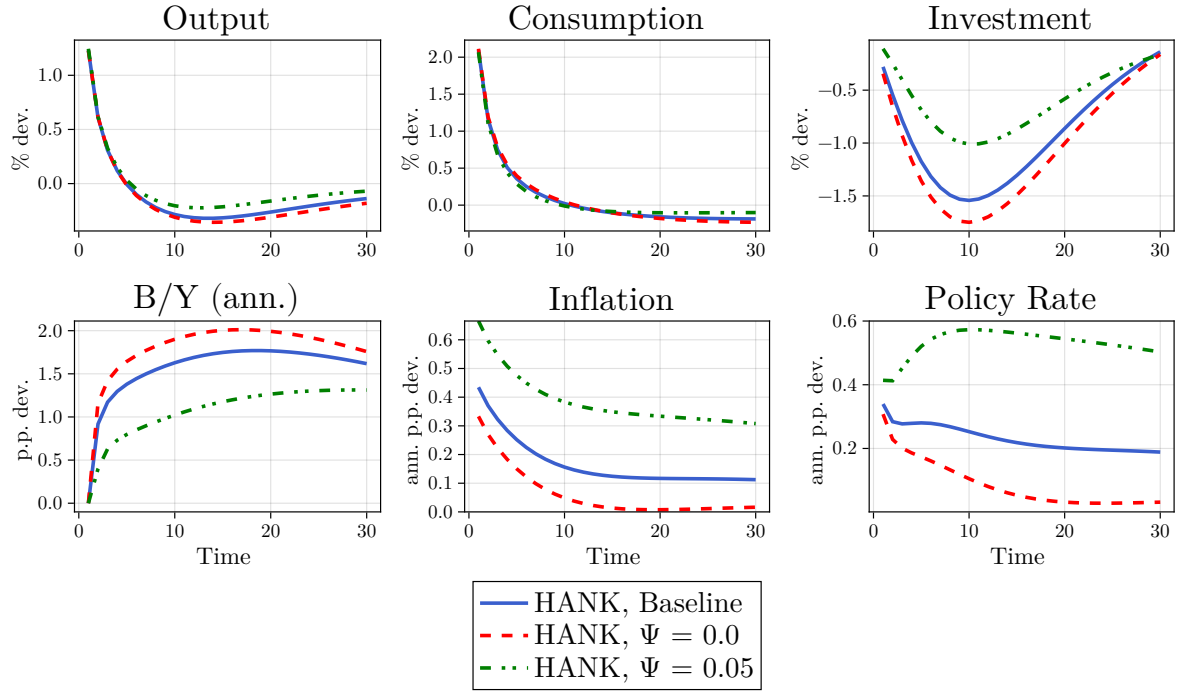 Output
Consumption
Investment
% dev.
1.0
0.5
0.0
0
10
20
30
% dev.
2.0
1.5
1.0
0.5
0.0
0
10
20
30
% dev.
−0.5
−1.0
−1.5
0
10
20
30
B/Y (ann.)
Inflation
Policy Rate
p.p. dev.
2.0
1.5
1.0
0.5
0.0
0
10
20
30
Time
ann. p.p. dev.
0.6
0.5
0.4
0.3
0.2
0.1
0.0
0
10
20
30
Time
ann. p.p. dev.
0.6
0.4
0.2
0
10
20
30
Time
HANK, Baseline
HANK, Ψ = 0.0
HANK, Ψ = 0.05